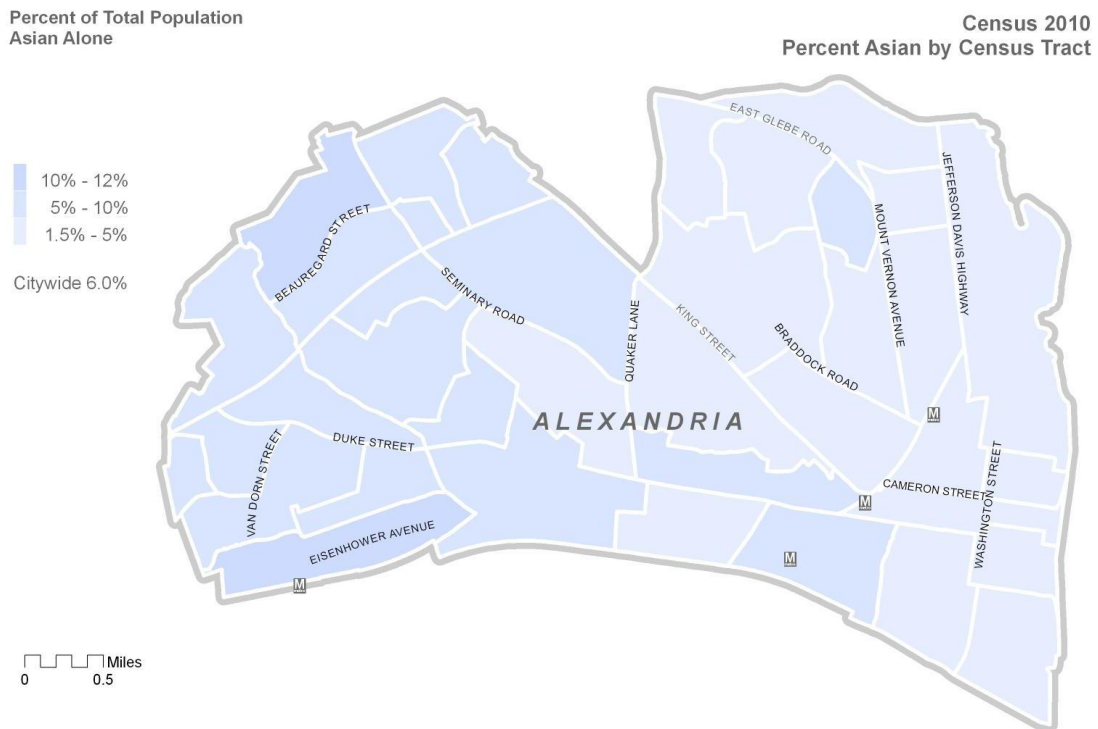 Percent of Total Population
Asian Alone
Census 2010
Percent Asian by Census Tract
10% - 12%
5% - 10%
1.5% - 5%
Citywide 6.0%
EAST GLEBE ROAD
JEFFERSON DAVIS HIGHWAY
MOUNT VERNON AVENUE
BEAUREGARD STREET
SEMINARY ROAD
QUAKER LANE
KING STREET
BRADDOCK ROAD
ALEXANDRIA
M
DUKE STREET
VAN DORN STREET
CAMERON STREET
WASHINGTON STREET
M
EISENHOWER AVENUE
M
M
Miles
0 0.5